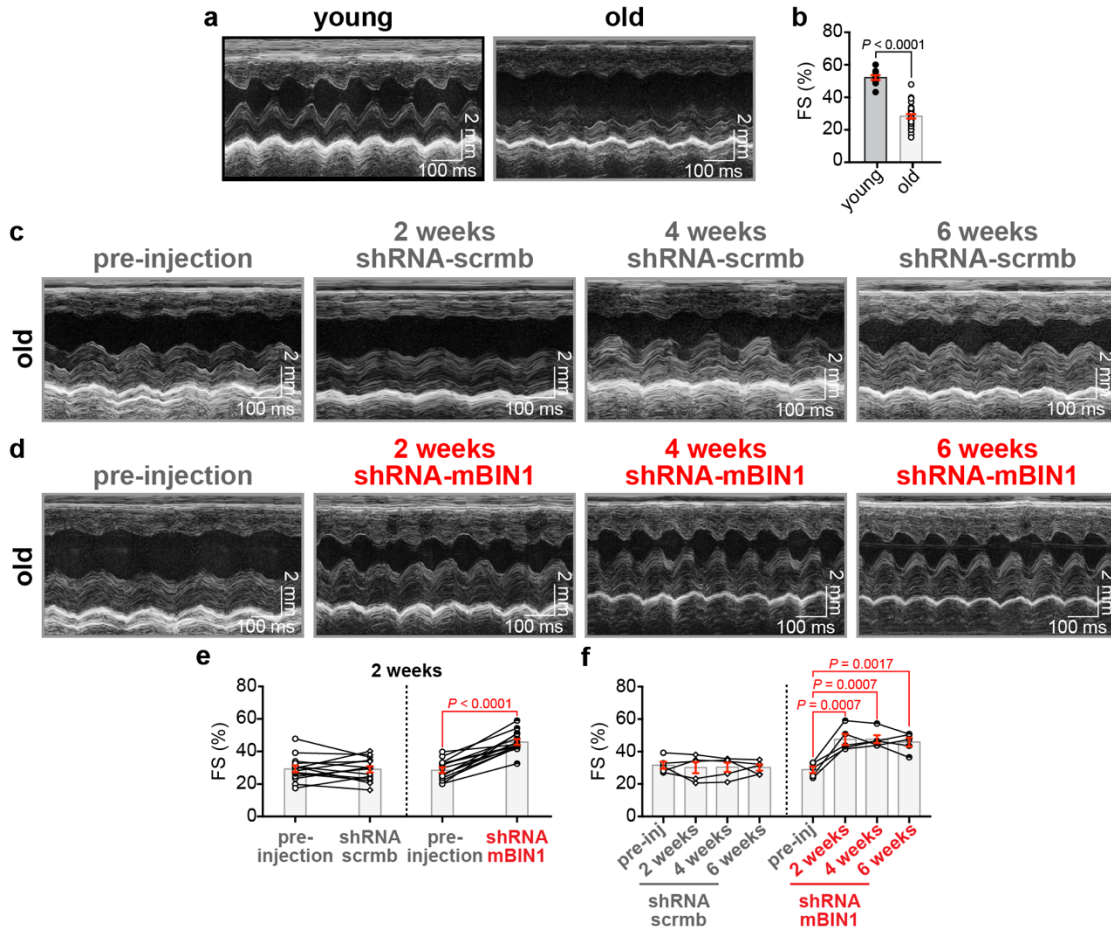 a
young
old
2 mm
100 ms
2 mm
100 ms
b
P < 0.0001
FS (%)
80
60
40
20
0
young
old
c
pre-injection
2 weeks
shRNA-scrmb
4 weeks
shRNA-scrmb
6 weeks
shRNA-scrmb
old
2 mm
100 ms
2 mm
100 ms
2 mm
100 ms
2 mm
100 ms
d
pre-injection
2 weeks
shRNA-mBIN1
4 weeks
shRNA-mBIN1
6 weeks
shRNA-mBIN1
old
2 mm
100 ms
2 mm
100 ms
2 mm
100 ms
2 mm
100 ms
e
2 weeks
P < 0.0001
FS (%)
80
60
40
20
0
pre-
injection
shRNA
scrmb
pre-
injection
shRNA
mBIN1
f
P = 0.0017
P = 0.0007
P = 0.0007
FS (%)
80
60
40
20
0
pre-inj
2 weeks
4 weeks
6 weeks
shRNA
scrmb
pre-inj
2 weeks
4 weeks
6 weeks
shRNA
mBIN1